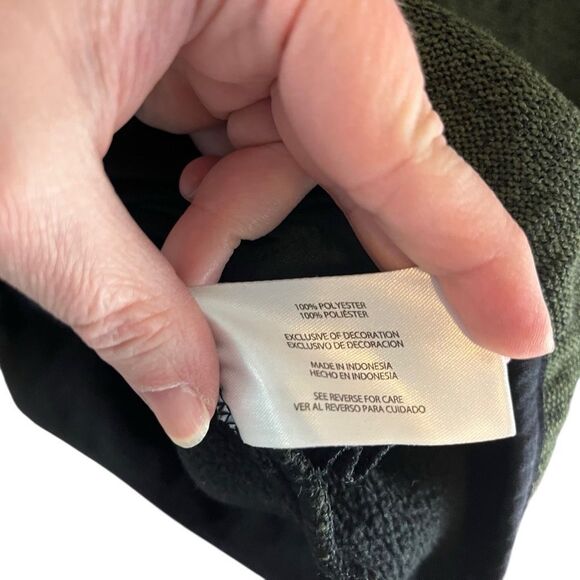 100% POLYESTER
100% POLIÉSTER
EXCLUSIVE OF DECORATION
EXCLUSIVO DE DECORACION
MADE IN INDONESIA
HECHO EN INDONESIA
SEE REVERSE FOR CARE
VER AL REVERSO PARA CUIDADO